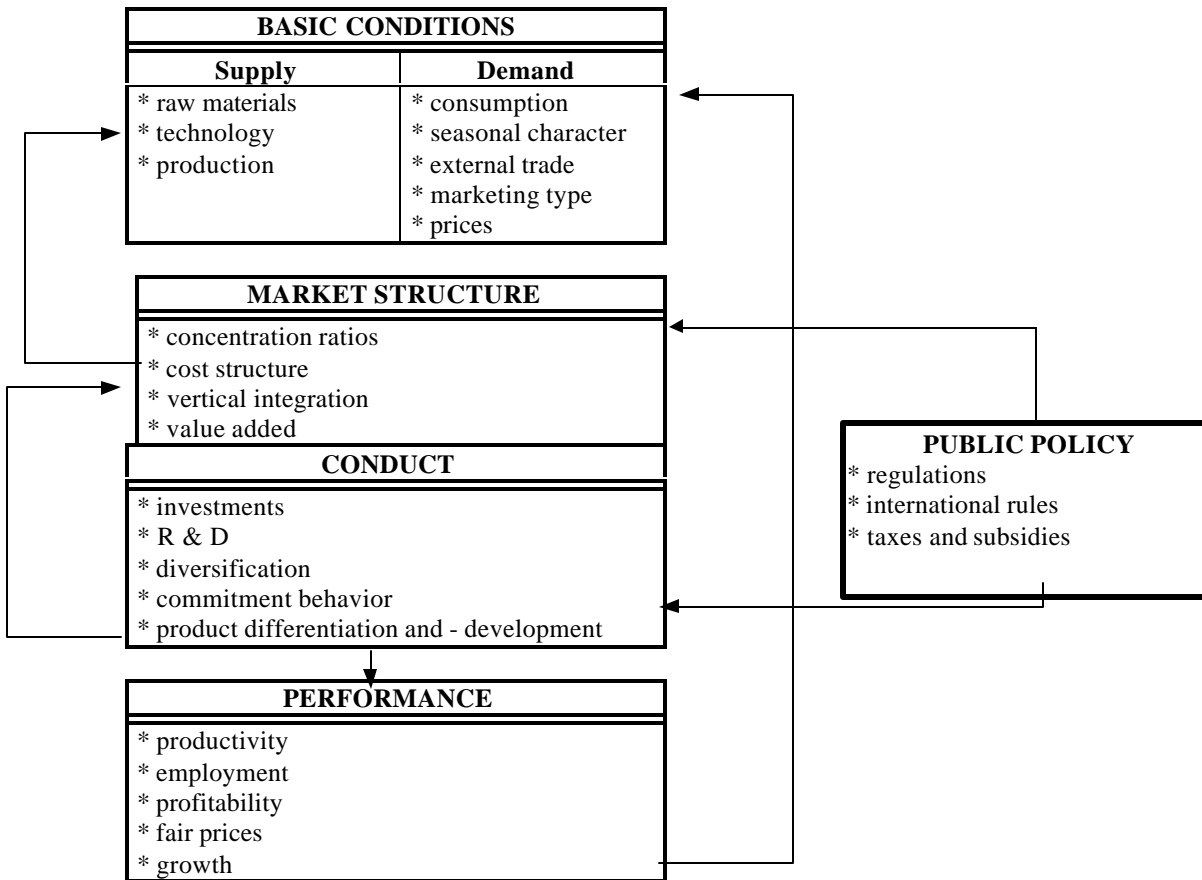 BASIC CONDITIONS
Supply
* raw materials
* technology
* production
Demand
* consumption
* seasonal character
* external trade
* marketing type
* prices
MARKET STRUCTURE
* concentration ratios
* cost structure
* vertical integration
* value added
CONDUCT
* investments
* R & D
* diversification
* commitment behavior
* product differentiation and - development
PERFORMANCE
* productivity
* employment
* profitability
* fair prices
* growth
PUBLIC POLICY
* regulations
* international rules
* taxes and subsidies